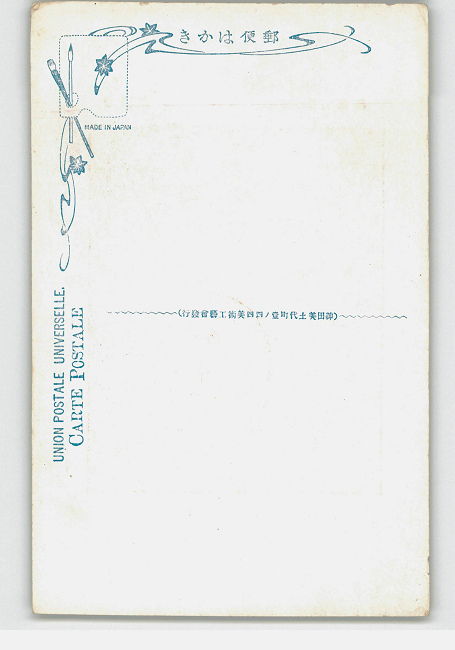 郵便はかき
MADE IN JAPAN
UNION POSTALE UNIVERSELLE.
CARTE POSTALE
(神田美土代町壹ノ四四美術工藝會發行)